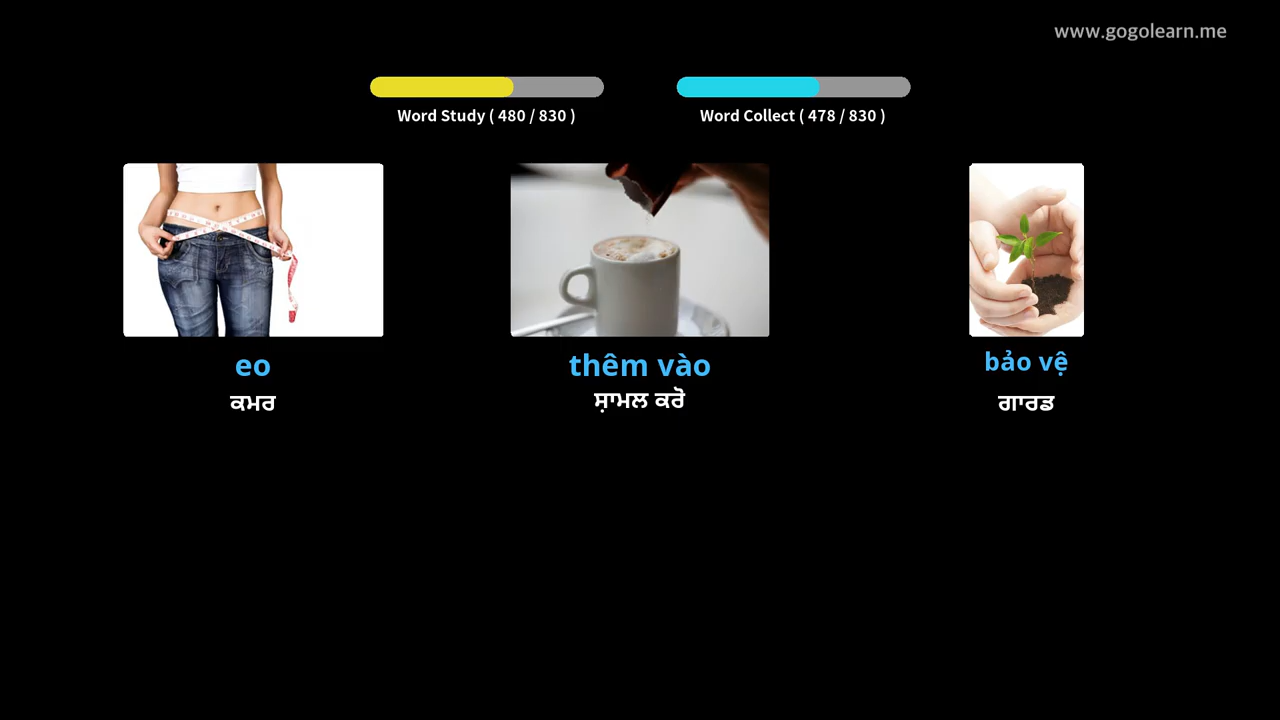 www.gogolearn.me
Word Study ( 480 / 830 )
Word Collect ( 478 / 830 )
eo
thêm vào
bảo vệ
ਕਮਰ
ਸ਼ਾਮਲ ਕਰੋ
ਗਾਰਡ